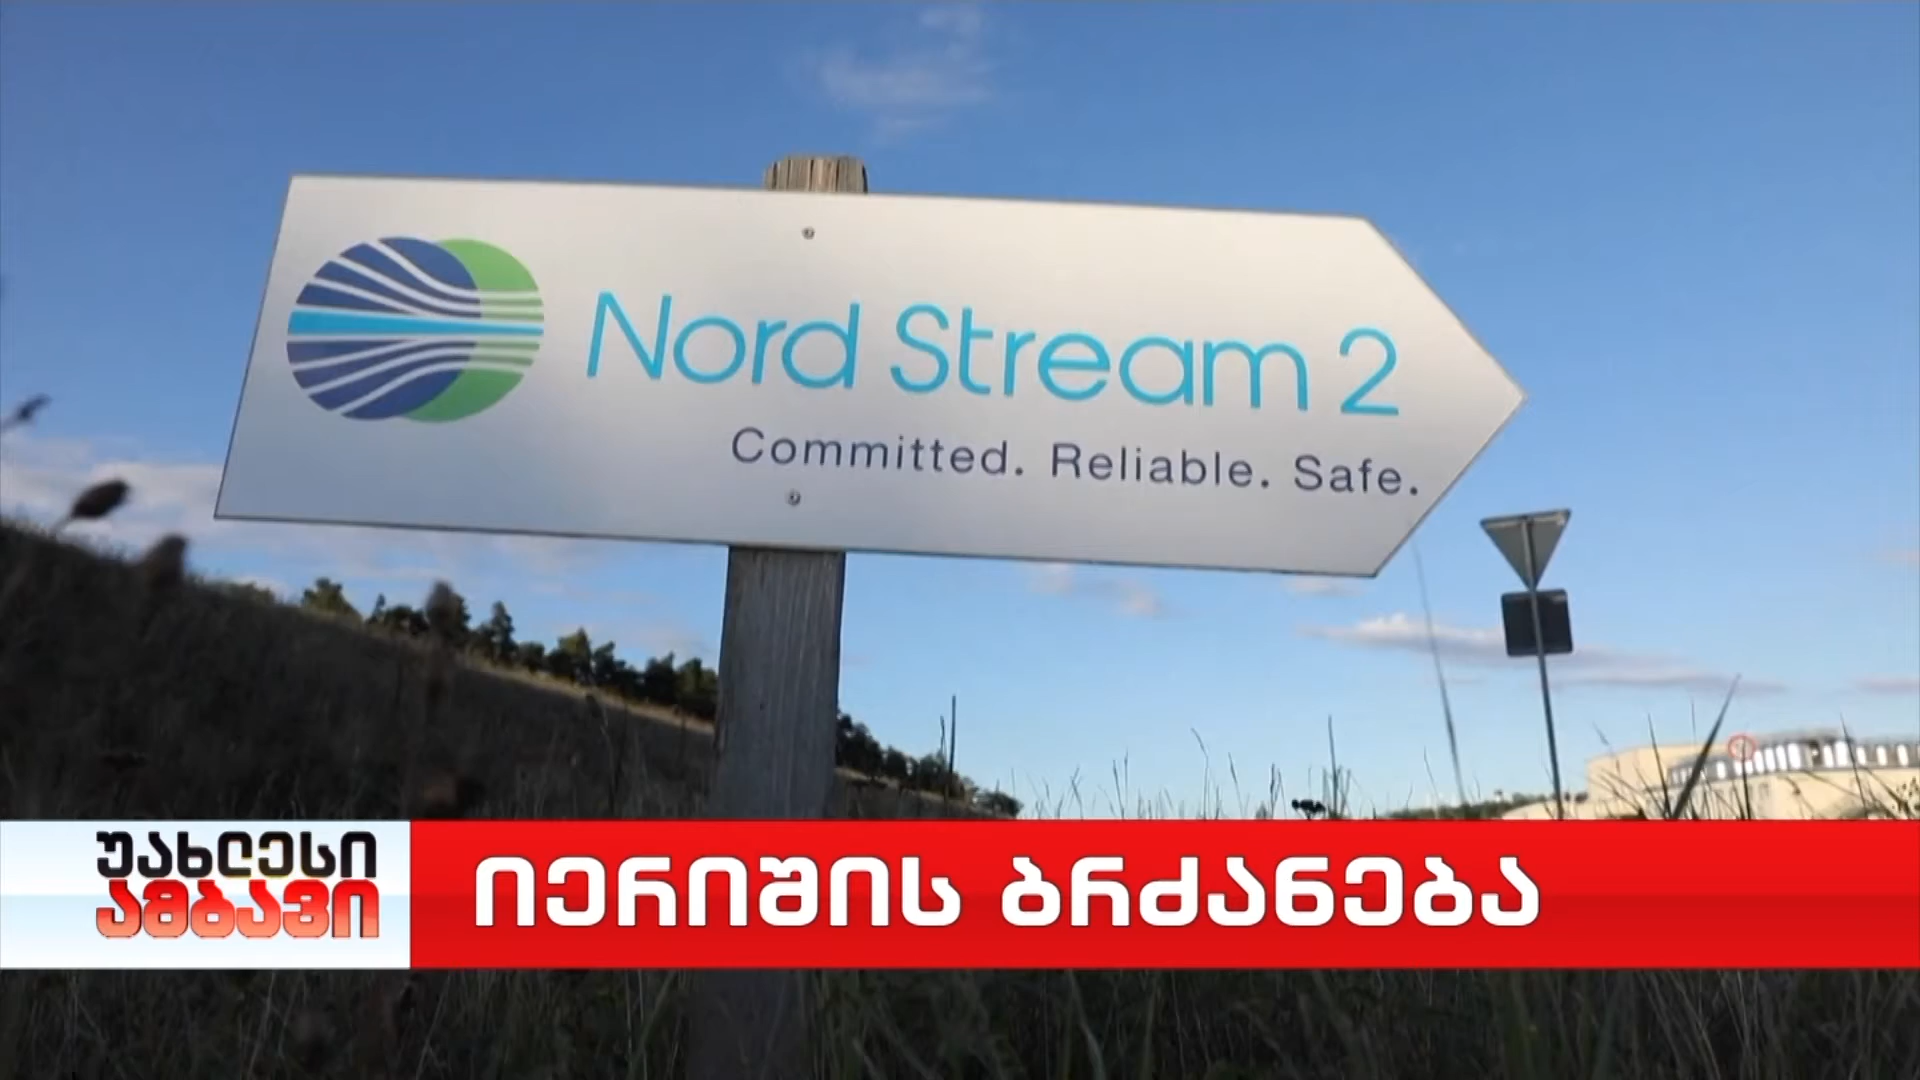 Nord Stream 2
Committed. Reliable. Safe.
უახლესი
ამბავი
იერიშის ბრძანება